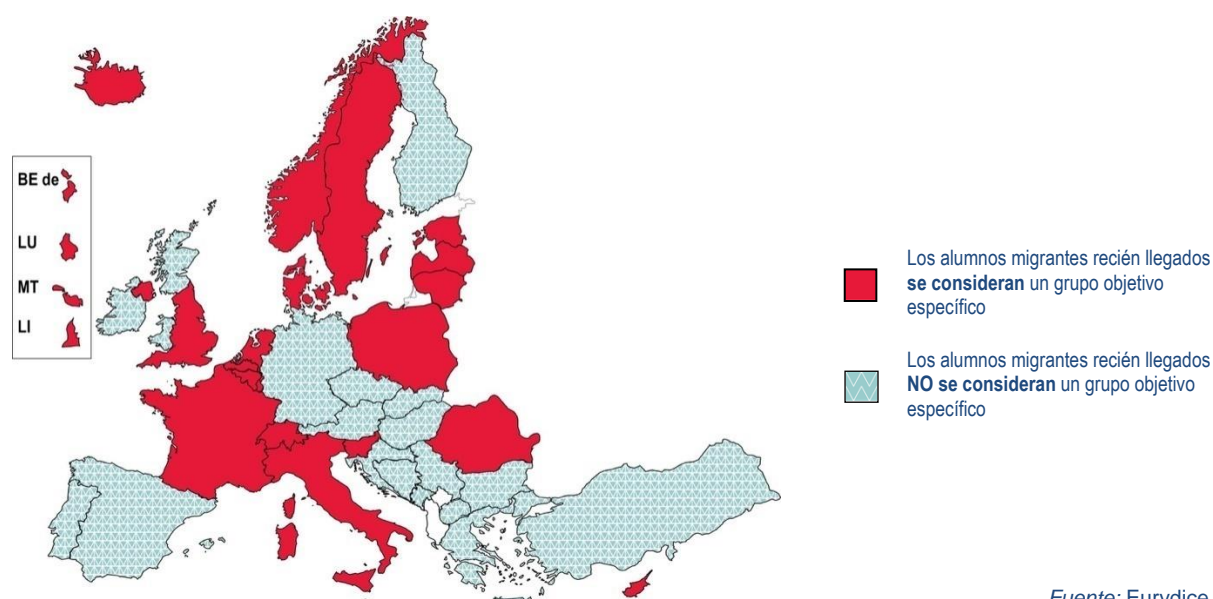 BE de
LU
MT
LI
Los alumnos migrantes recién llegados
se consideran un grupo objetivo
específico
Los alumnos migrantes recién llegados
NO se consideran un grupo objetivo
específico
Fuente: Eurydice